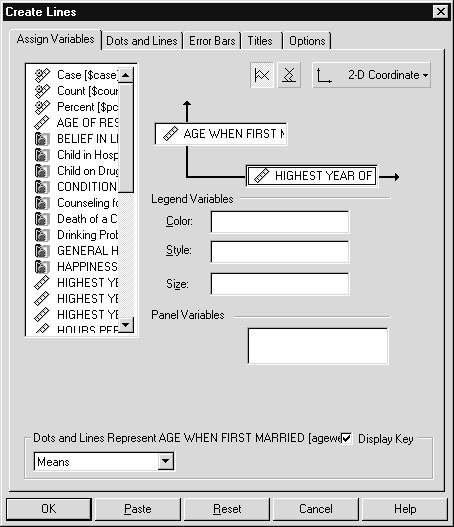 Create Lines
Assign Variables Dots and Lines Error Bars Titles Options
Case [$case]
Count [$coun
Percent [$pc
AGE OF RES
BELIEF IN LI
Child in Hosp
Child on Drug
CONDITION
Counseling fo
Death of a C
Drinking Prob
GENERAL H
HAPPINESS
HIGHEST YE
HIGHEST YE
HIGHEST YE
HOURS PER
2-D Coordinate
AGE WHEN FIRST M
HIGHEST YEAR OF
Legend Variables
Color:
Style:
Size:
Panel Variables
Dots and Lines Represent AGE WHEN FIRST MARRIED [agewe
Display Key
Means
OK Paste Reset Cancel Help